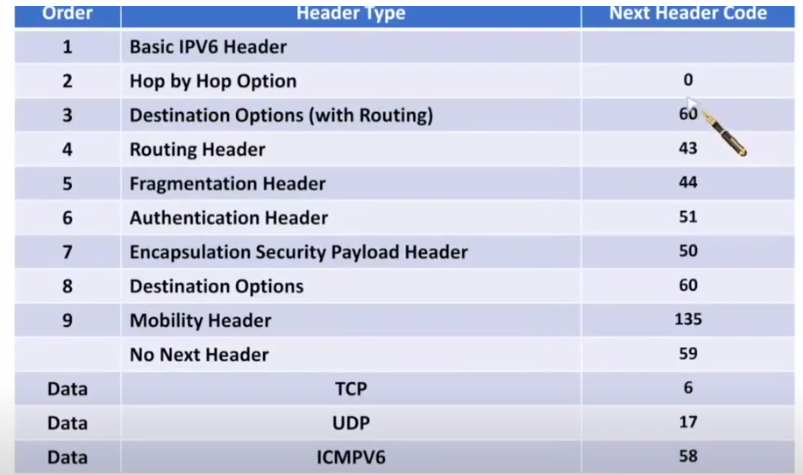 Order Header Type Next Header Code
1 Basic IPV6 Header
2 Hop by Hop Option 0
3 Destination Options (with Routing) 60
4 Routing Header 43
5 Fragmentation Header 44
6 Authentication Header 51
7 Encapsulation Security Payload Header 50
8 Destination Options 60
9 Mobility Header 135
No Next Header 59
Data TCP 6
Data UDP 17
Data ICMPV6 58